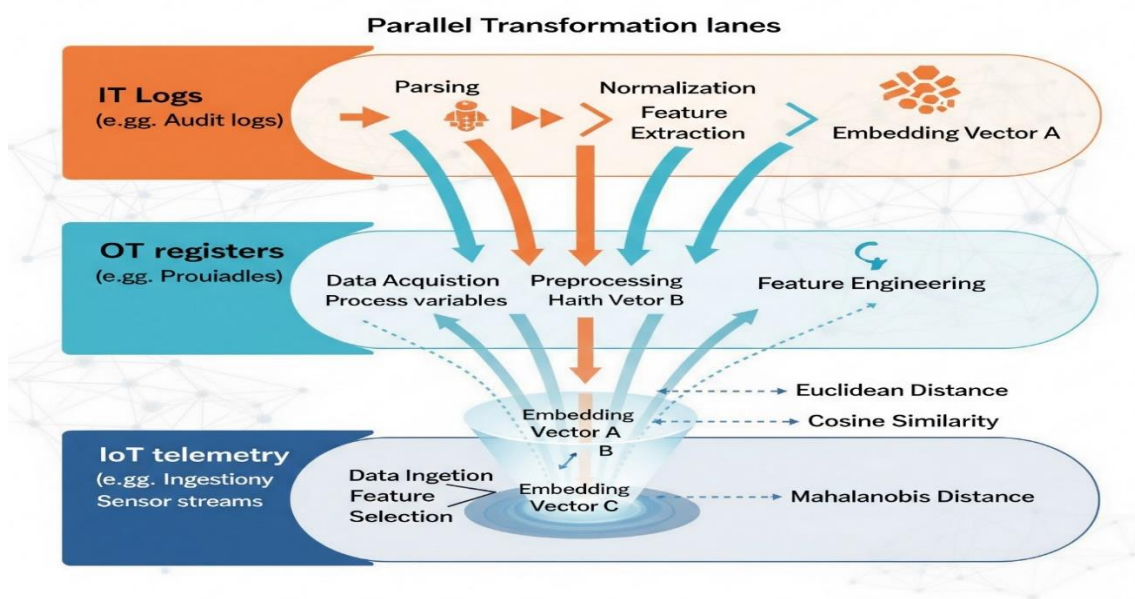 Parallel Transformation lanes
IT Logs
(e.gg. Audit logs)
Parsing
Normalization
Feature
Extraction
Embedding Vector A
OT registers
(e.gg. Prouiadles)
Data Acquistion
Process variables
Preprocessing
Haith Vetor B
Feature Engineering
Euclidean Distance
Cosine Similarity
IoT telemetry
(e.gg. Ingestiony
Sensor streams
Data Ingetion
Feature
Selection
Embedding
Vector A
B
Embedding
Vector C
Mahalanobis Distance